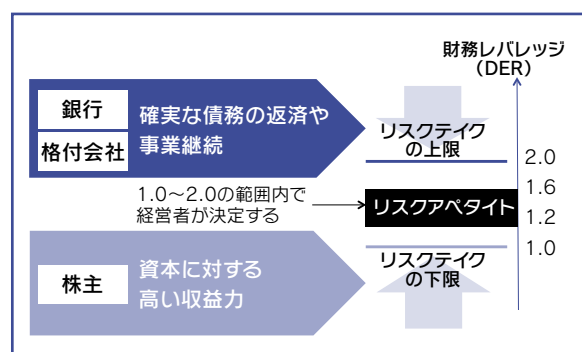 財務レバレッジ
(DER)
銀行
格付会社
確実な債務の返済や
事業継続
リスクテイク
の上限
2.0
1.6
1.0～2.0の範囲内で
経営者が決定する
リスクアペタイト
1.2
1.0
株主
資本に対する
高い収益力
リスクテイク
の下限